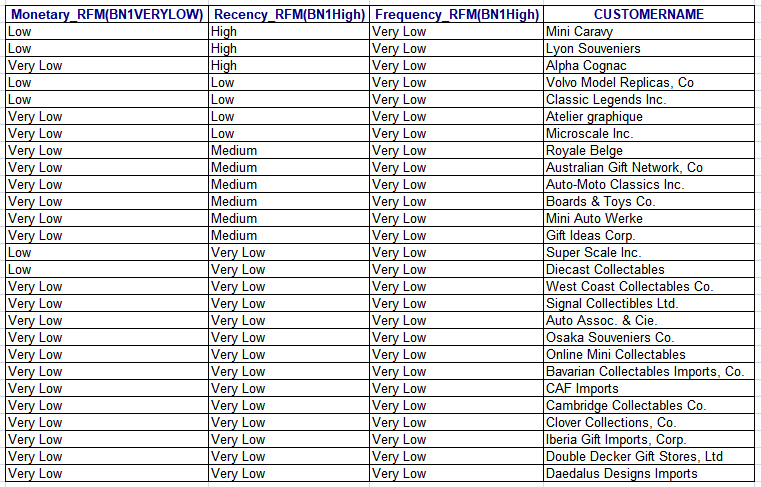 Monetary_RFM(BN1VERYLOW) Recency_RFM(BN1High) Frequency_RFM(BN1High) CUSTOMERNAME
Low High Very Low Mini Caravy
Low High Very Low Lyon Souveniers
Very Low High Very Low Alpha Cognac
Low Low Very Low Volvo Model Replicas, Co
Low Low Very Low Classic Legends Inc.
Very Low Low Very Low Atelier graphique
Very Low Low Very Low Microscale Inc.
Very Low Medium Very Low Royale Belge
Very Low Medium Very Low Australian Gift Network, Co
Very Low Medium Very Low Auto-Moto Classics Inc.
Very Low Medium Very Low Boards & Toys Co.
Very Low Medium Very Low Mini Auto Werke
Very Low Medium Very Low Gift Ideas Corp.
Low Very Low Very Low Super Scale Inc.
Low Very Low Very Low Diecast Collectables
Very Low Very Low Very Low West Coast Collectables Co.
Very Low Very Low Very Low Signal Collectibles Ltd.
Very Low Very Low Very Low Auto Assoc. & Cie.
Very Low Very Low Very Low Osaka Souveniers Co.
Very Low Very Low Very Low Online Mini Collectables
Very Low Very Low Very Low Bavarian Collectables Imports, Co.
Very Low Very Low Very Low CAF Imports
Very Low Very Low Very Low Cambridge Collectables Co.
Very Low Very Low Very Low Clover Collections, Co.
Very Low Very Low Very Low Iberia Gift Imports, Corp.
Very Low Very Low Very Low Double Decker Gift Stores, Ltd
Very Low Very Low Very Low Daedalus Designs Imports